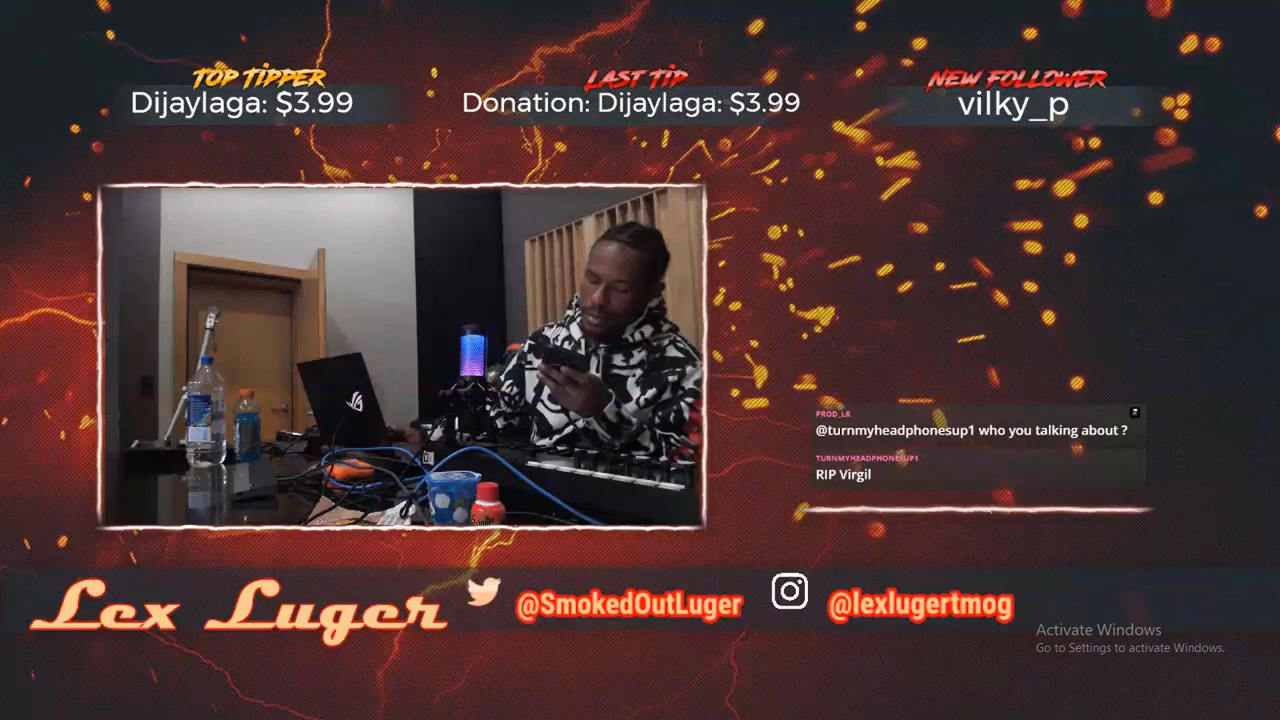 TOP TIPPER
Dijaylaga: $3.99
LAST TIP
Donation: Dijaylaga: $3.99
NEW FOLLOWER
vilky_p
PROD_LR
@turnmyheadphonesup1 who you talking about ?
TURNMYHEADPHONESUP1
RIP Virgil
Lex Luger
@SmokedOutLuger
@lexlugertmog
Activate Windows
Go to Settings to activate Windows.